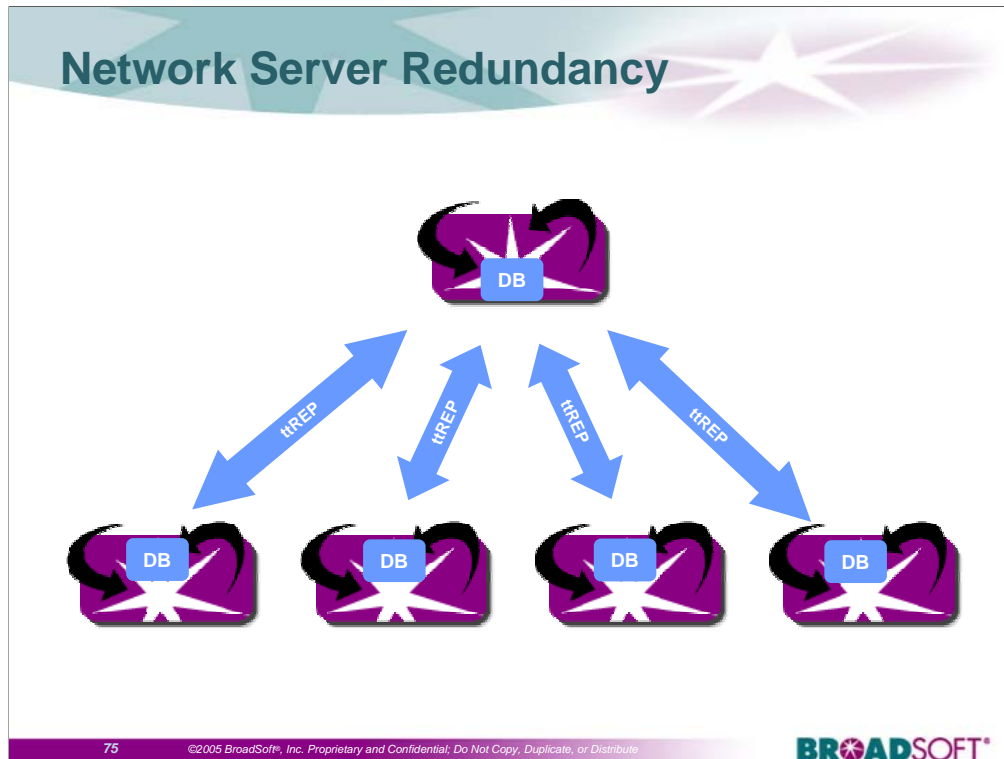 Network Server Redundancy
DB
ttREP
ttREP
ttREP
ttREP
DB
DB
DB
DB
75
©2005 BroadSoft®, Inc. Proprietary and Confidential; Do Not Copy, Duplicate, or Distribute
BROADSOFT®